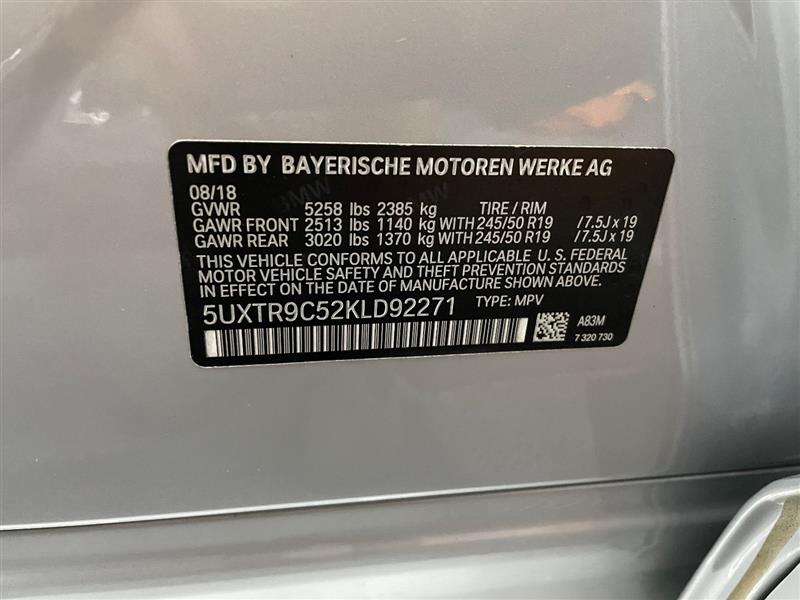 MFD BY BAYERISCHE MOTOREN WERKE AG
08/18
GVWR 5258 lbs 2385 kg TIRE / RIM
GAWR FRONT 2513 lbs 1140 kg WITH 245/50 R19 /7.5J x 19
GAWR REAR 3020 lbs 1370 kg WITH 245/50 R19 /7.5J x 19
THIS VEHICLE CONFORMS TO ALL APPLICABLE U. S. FEDERAL
MOTOR VEHICLE SAFETY AND THEFT PREVENTION STANDARDS
IN EFFECT ON THE DATE OF MANUFACTURE SHOWN ABOVE.
5UXTR9C52KLD92271 TYPE: MPV
A83M
7 320 730
BMW